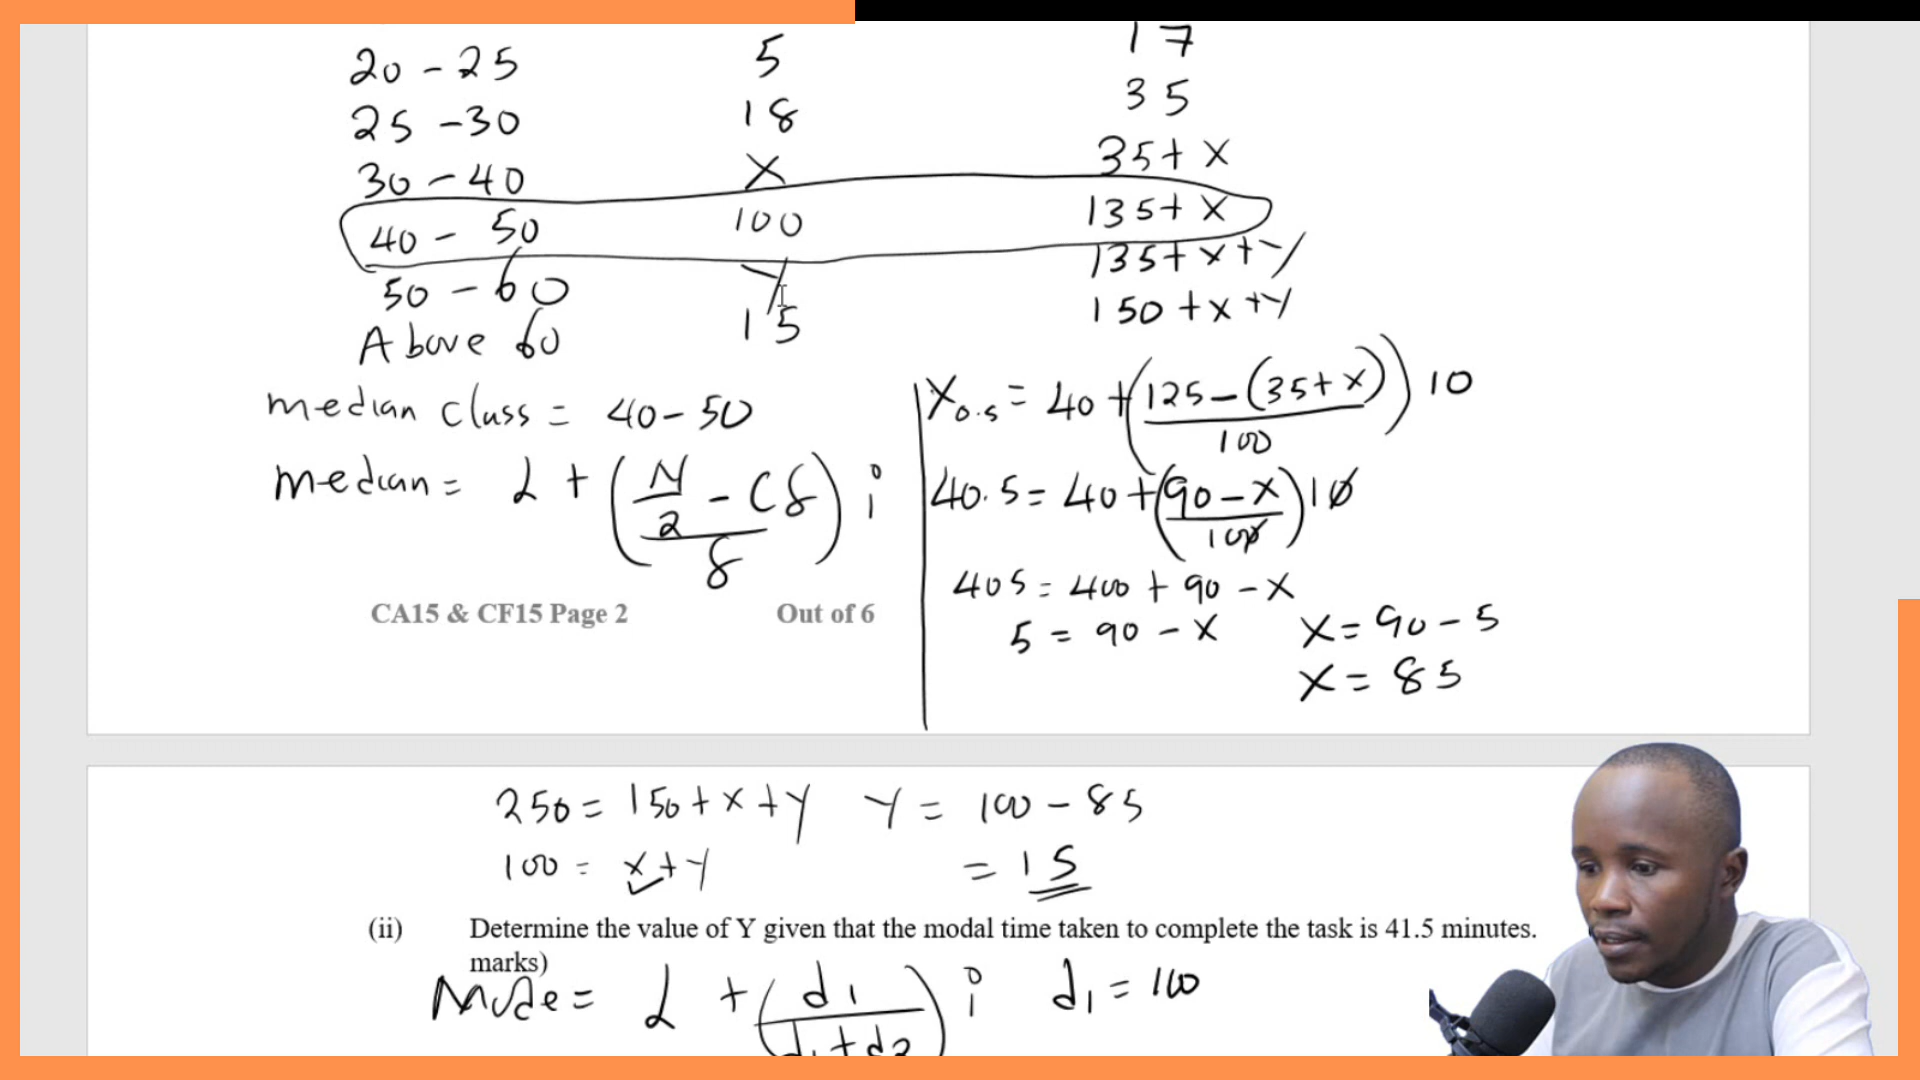 17
20 - 25 5 35
25 - 30 18 35 + x
30 - 40 x 135 + x
40 - 50 100 135 + x + y
50 - 60 y 150 + x + y
Above 60 15
median class = 40 - 50
median = L + (N/2 - Cf / f) i
X0.5 = 40 + (125 - (35 + x) / 100) 10
40.5 = 40 + (90 - x / 100) 10
405 = 400 + 90 - x
5 = 90 - x
x = 90 - 5
x = 85
CA15 & CF15 Page 2 Out of 6
250 = 150 + x + y y = 100 - 85
100 = x + y = 15
(ii) Determine the value of Y given that the modal time taken to complete the task is 41.5 minutes.
marks)
Mode = L + (d1 / d1 + d2) i d1 = 100